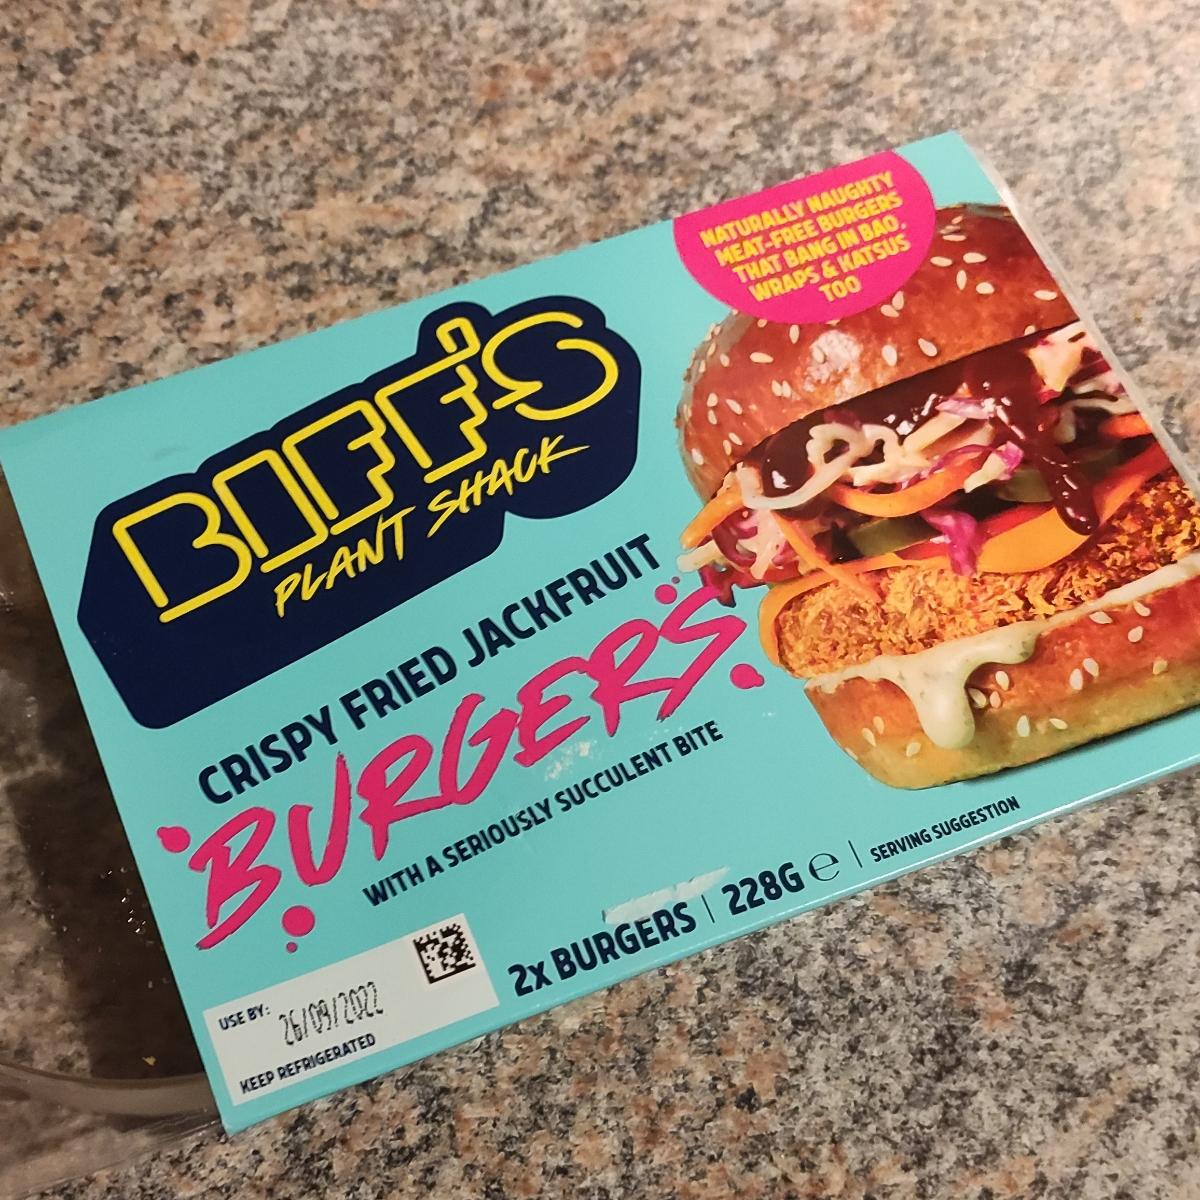 NATURALLY NAUGHTY
MEAT-FREE BURGERS
THAT BANG IN BAO,
WRAPS & KATSUS
TOO
BIFF'S
PLANT SHACK
CRISPY FRIED JACKFRUIT
BURGERS
WITH A SERIOUSLY SUCCULENT BITE
2x BURGERS | 228G ℮ | SERVING SUGGESTION
USE BY: 26/09/2022
KEEP REFRIGERATED